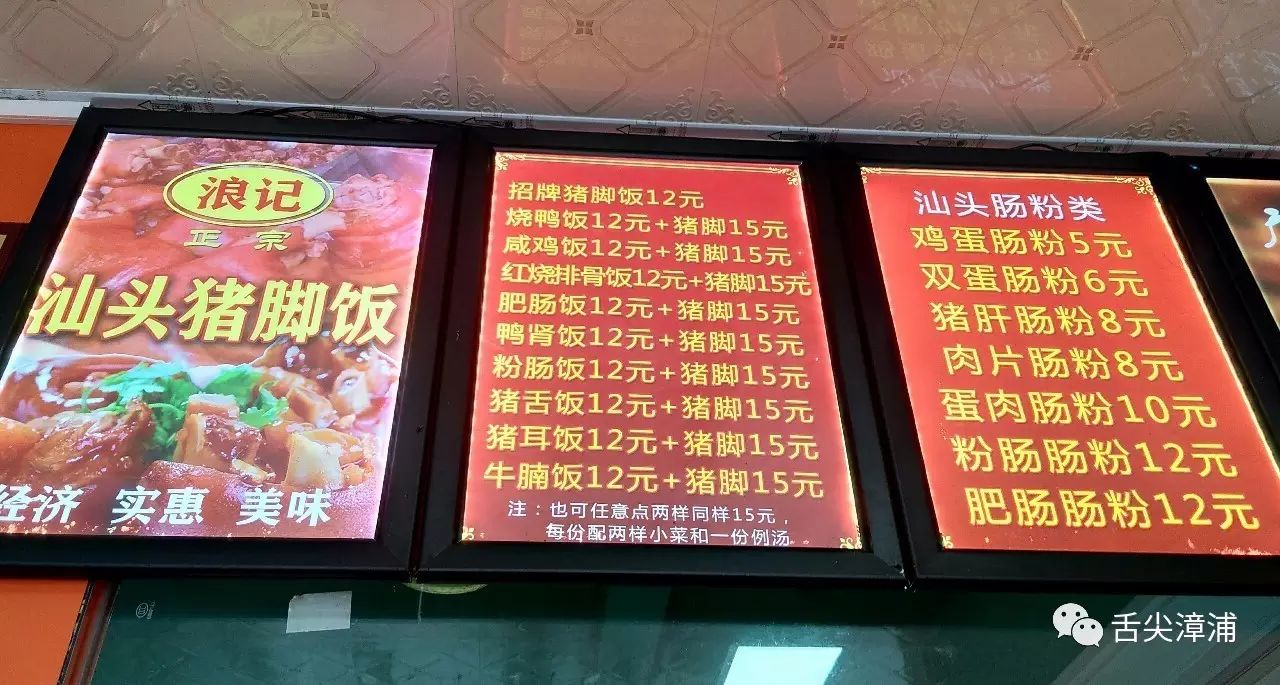 浪记
正宗
汕头猪脚饭
经济 实惠 美味
招牌猪脚饭12元
烧鸭饭12元+猪脚15元
咸鸡饭12元+猪脚15元
红烧排骨饭12元+猪脚15元
肥肠饭12元+猪脚15元
鸭肾饭12元+猪脚15元
粉肠饭12元+猪脚15元
猪舌饭12元+猪脚15元
猪耳饭12元+猪脚15元
牛腩饭12元+猪脚15元
注：也可任意点两样同样15元，
每份配两样小菜和一份例汤
汕头肠粉类
鸡蛋肠粉5元
双蛋肠粉6元
猪肝肠粉8元
肉片肠粉8元
蛋肉肠粉10元
粉肠肠粉12元
肥肠肠粉12元
舌尖漳浦